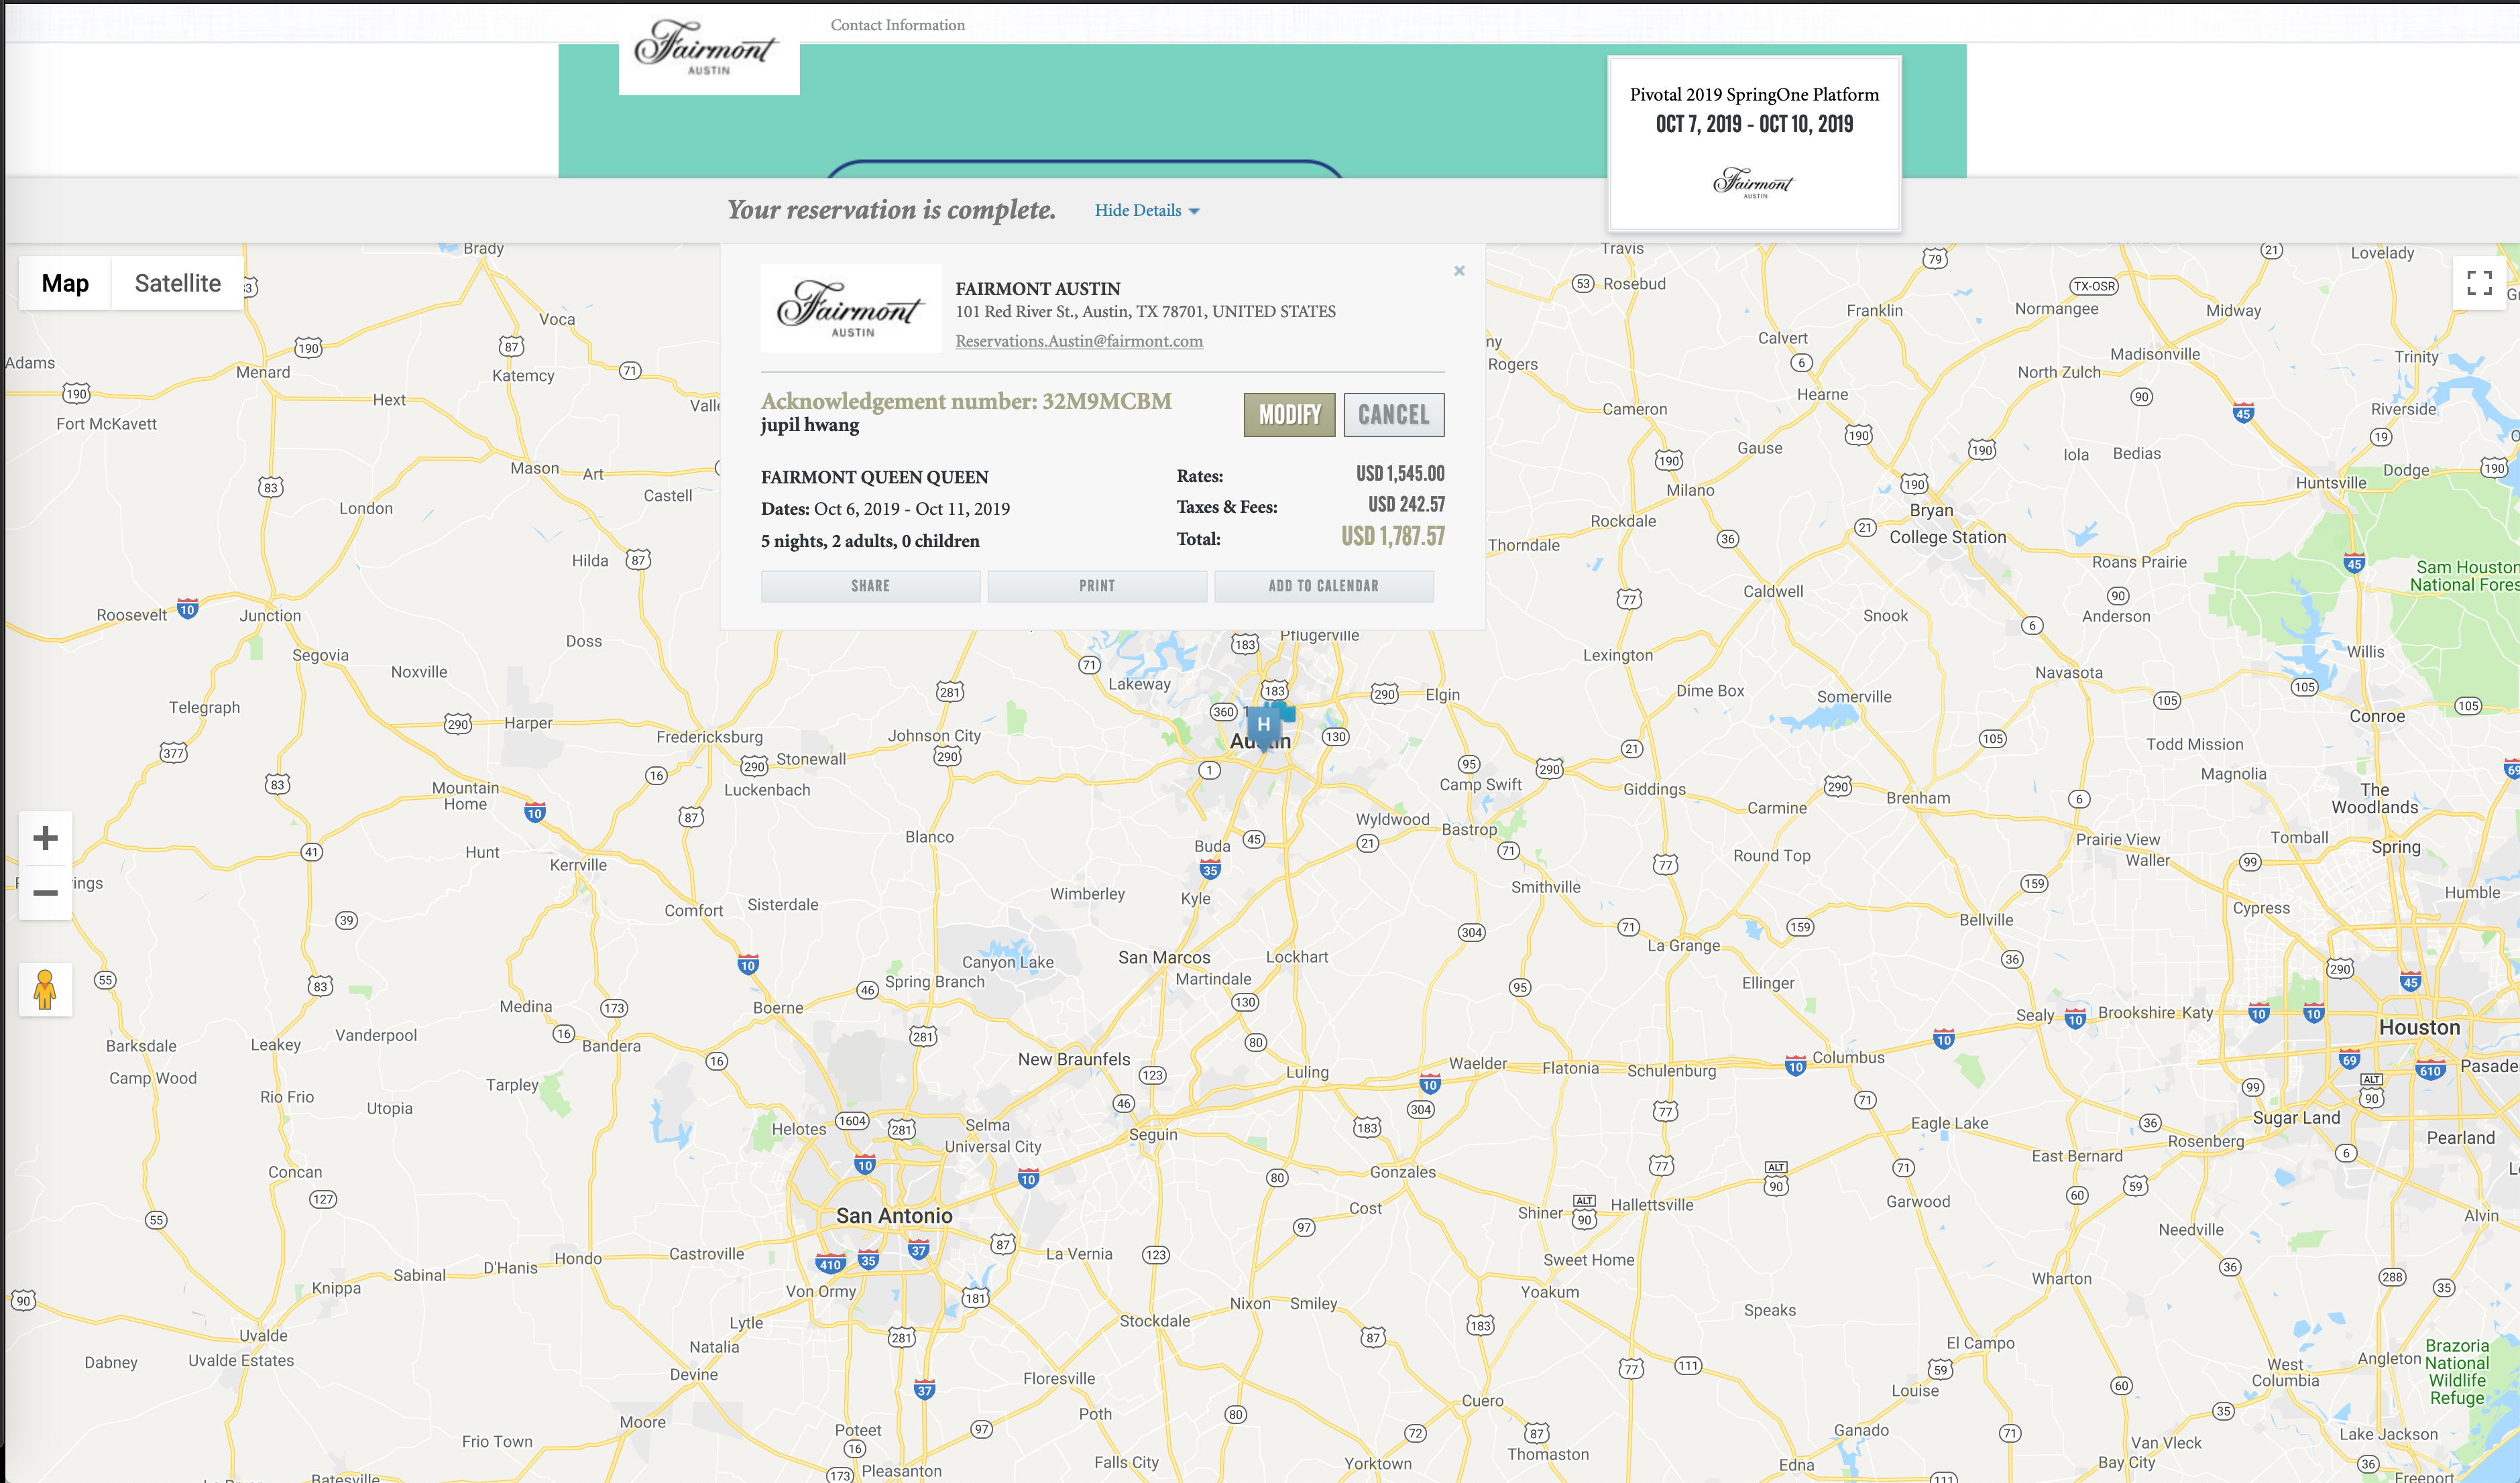 Fairmont
AUSTIN
Contact Information
Pivotal 2019 SpringOne Platform
OCT 7, 2019 - OCT 10, 2019
Fairmont
AUSTIN
Your reservation is complete.
Hide Details
Map
Satellite
Fairmont
AUSTIN
FAIRMONT AUSTIN
101 Red River St., Austin, TX 78701, UNITED STATES
Reservations.Austin@fairmont.com
Acknowledgement number: 32M9MCBM
jupil hwang
MODIFY
CANCEL
FAIRMONT QUEEN QUEEN
Dates: Oct 6, 2019 - Oct 11, 2019
5 nights, 2 adults, 0 children
Rates: USD 1,545.00
Taxes & Fees: USD 242.57
Total: USD 1,787.57
SHARE
PRINT
ADD TO CALENDAR
Brady
Travis
Lovelady
Rosebud
Voca
Franklin
Normangee
Midway
Adams
Menard
Katemcy
Rogers
Calvert
Madisonville
Trinity
North Zulch
Hext
Hearne
Cameron
Riverside
Fort McKavett
Gause
Iola
Bedias
Mason
Art
Dodge
Castell
Milano
Huntsville
London
Rockdale
Bryan
College Station
Thorndale
Hilda
Roans Prairie
Sam Houston
Caldwell
Roosevelt
Junction
Snook
Anderson
Doss
Pflugerville
Segovia
Lexington
Willis
Noxville
Lakeway
Navasota
Elgin
Dime Box
Somerville
Telegraph
Conroe
Harper
Fredericksburg
Johnson City
Austin
Todd Mission
Stonewall
Magnolia
Mountain
Home
Luckenbach
Camp Swift
Giddings
Carmine
Brenham
The
Woodlands
Blanco
Wyldwood
Bastrop
Prairie View
Tomball
Hunt
Kerrville
Buda
Round Top
Waller
Spring
Smithville
Humble
Comfort
Sisterdale
Wimberley
Kyle
Cypress
Bellville
La Grange
San Marcos
Lockhart
Canyon Lake
Martindale
Spring Branch
Ellinger
Medina
Boerne
Sealy
Brookshire
Katy
Vanderpool
Houston
Barksdale
Leakey
Bandera
New Braunfels
Columbus
Waelder
Flatonia
Schulenburg
Luling
Camp Wood
Tarpley
Rio Frio
Utopia
Sugar Land
Helotes
Selma
Universal City
Seguin
Eagle Lake
Rosenberg
Pearland
East Bernard
Concan
Gonzales
Garwood
San Antonio
Cost
Shiner
Hallettsville
Alvin
Needville
Hondo
Castroville
La Vernia
Sweet Home
D'Hanis
Sabinal
Knippa
Von Ormy
Wharton
Yoakum
Nixon
Smiley
Speaks
Lytle
Stockdale
Uvalde
El Campo
Natalia
Dabney
Uvalde Estates
West
Columbia
Angleton
Brazoria
National
Wildlife
Refuge
Devine
Floresville
Louise
Cuero
Moore
Poth
Poteet
Frio Town
Ganado
Lake Jackson
Van Vleck
Thomaston
Falls City
Yorktown
Pleasanton
Edna
Bay City
Batesville
Freeport